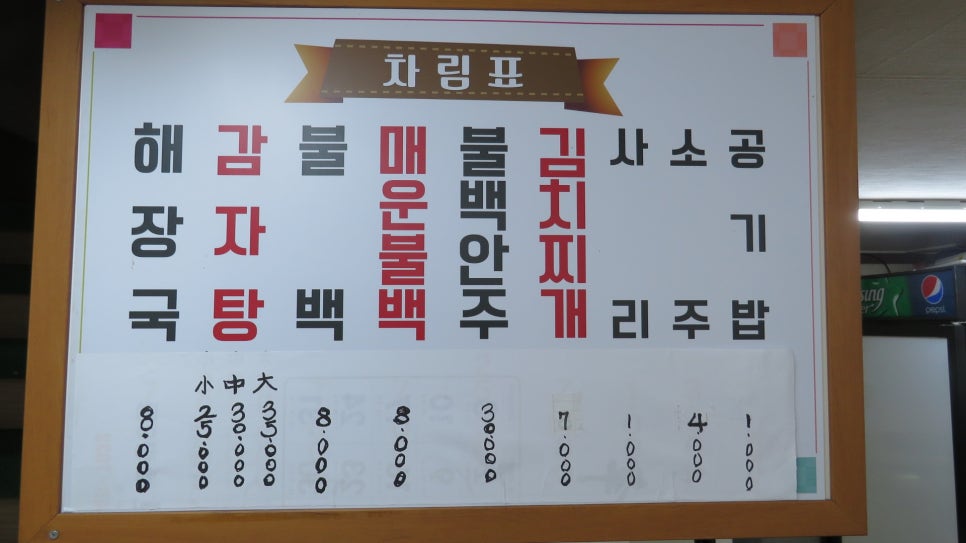 차림표
해장국
감자탕
불백
매운불백
불백안주
김치찌개
사리
소주
공기밥
8.000
小 25.000
中 30.000
大 35.000
8.000
8.000
30.000
7.000
1.000
4.000
1.000
pepsi